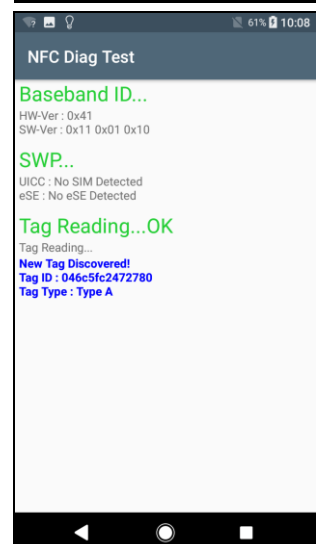 61% 10:08
NFC Diag Test
Baseband ID...
HW-Ver : 0x41
SW-Ver : 0x11 0x01 0x10
SWP...
UICC : No SIM Detected
eSE : No eSE Detected
Tag Reading...OK
Tag Reading...
New Tag Discovered!
Tag ID : 046c5fc2472780
Tag Type : Type A